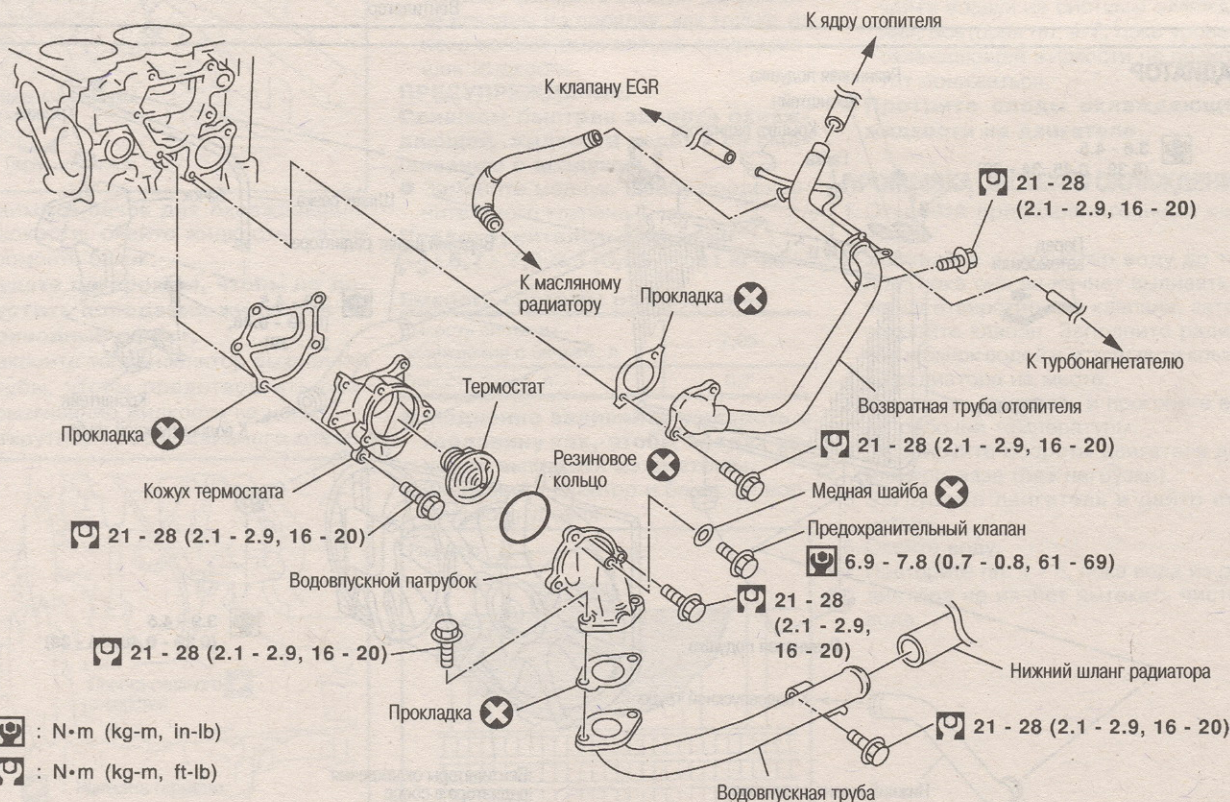 К ядру отопителя
К клапану EGR
21 - 28
(2.1 - 2.9, 16 - 20)
К масляному
радиатору
Прокладка
К турбонагнетателю
Термостат
Возвратная труба отопителя
21 - 28 (2.1 - 2.9, 16 - 20)
Прокладка
Резиновое
кольцо
Медная шайба
Кожух термостата
Предохранительный клапан
21 - 28 (2.1 - 2.9, 16 - 20)
6.9 - 7.8 (0.7 - 0.8, 61 - 69)
Водовпускной патрубок
21 - 28
(2.1 - 2.9,
16 - 20)
21 - 28 (2.1 - 2.9, 16 - 20)
Нижний шланг радиатора
Прокладка
21 - 28 (2.1 - 2.9, 16 - 20)
: N•m (kg-m, in-lb)
: N•m (kg-m, ft-lb)
Водовпускная труба